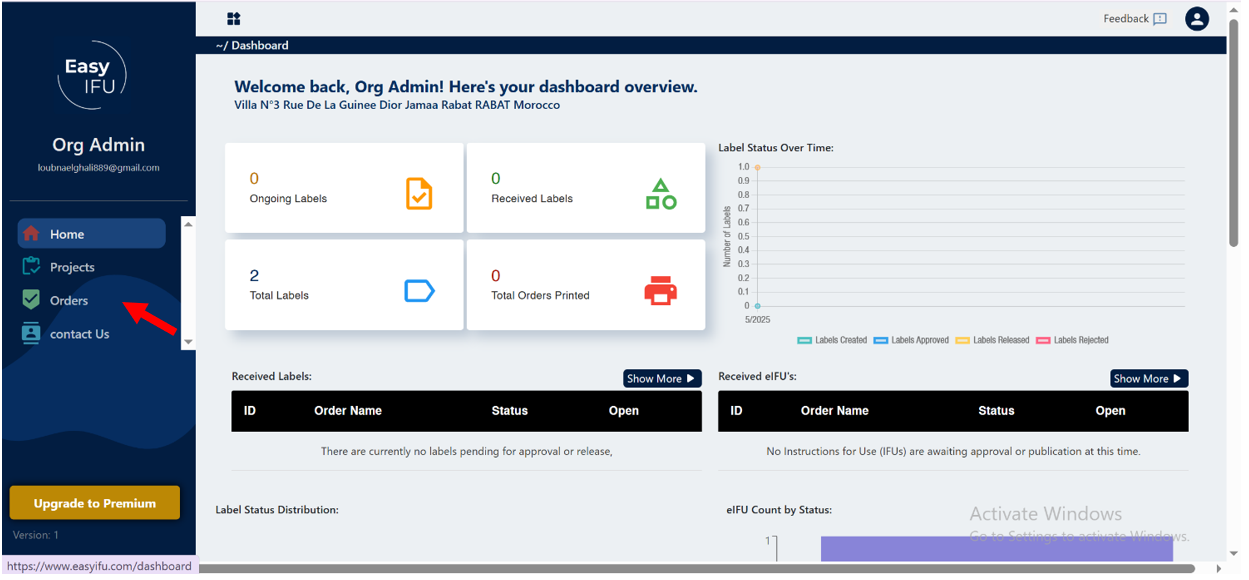 Feedback
~/ Dashboard
Easy
IFU
Org Admin
loubnaelghali889@gmail.com
Home
Projects
Orders
contact Us
Upgrade to Premium
Version: 1
https://www.easyifu.com/dashboard
Welcome back, Org Admin! Here's your dashboard overview.
Villa N°3 Rue De La Guinee Dior Jamaa Rabat RABAT Morocco
0
Ongoing Labels
0
Received Labels
2
Total Labels
0
Total Orders Printed
Label Status Over Time:
Number of Labels
1.0
0.9
0.8
0.7
0.6
0.5
0.4
0.3
0.2
0.1
0
5/2025
Labels Created Labels Approved Labels Released Labels Rejected
Received Labels:
Show More
ID Order Name Status Open
There are currently no labels pending for approval or release,
Received eIFU's:
Show More
ID Order Name Status Open
No Instructions for Use (IFUs) are awaiting approval or publication at this time.
Label Status Distribution:
eIFU Count by Status:
1
Activate Windows
Go to Settings to activate Windows.